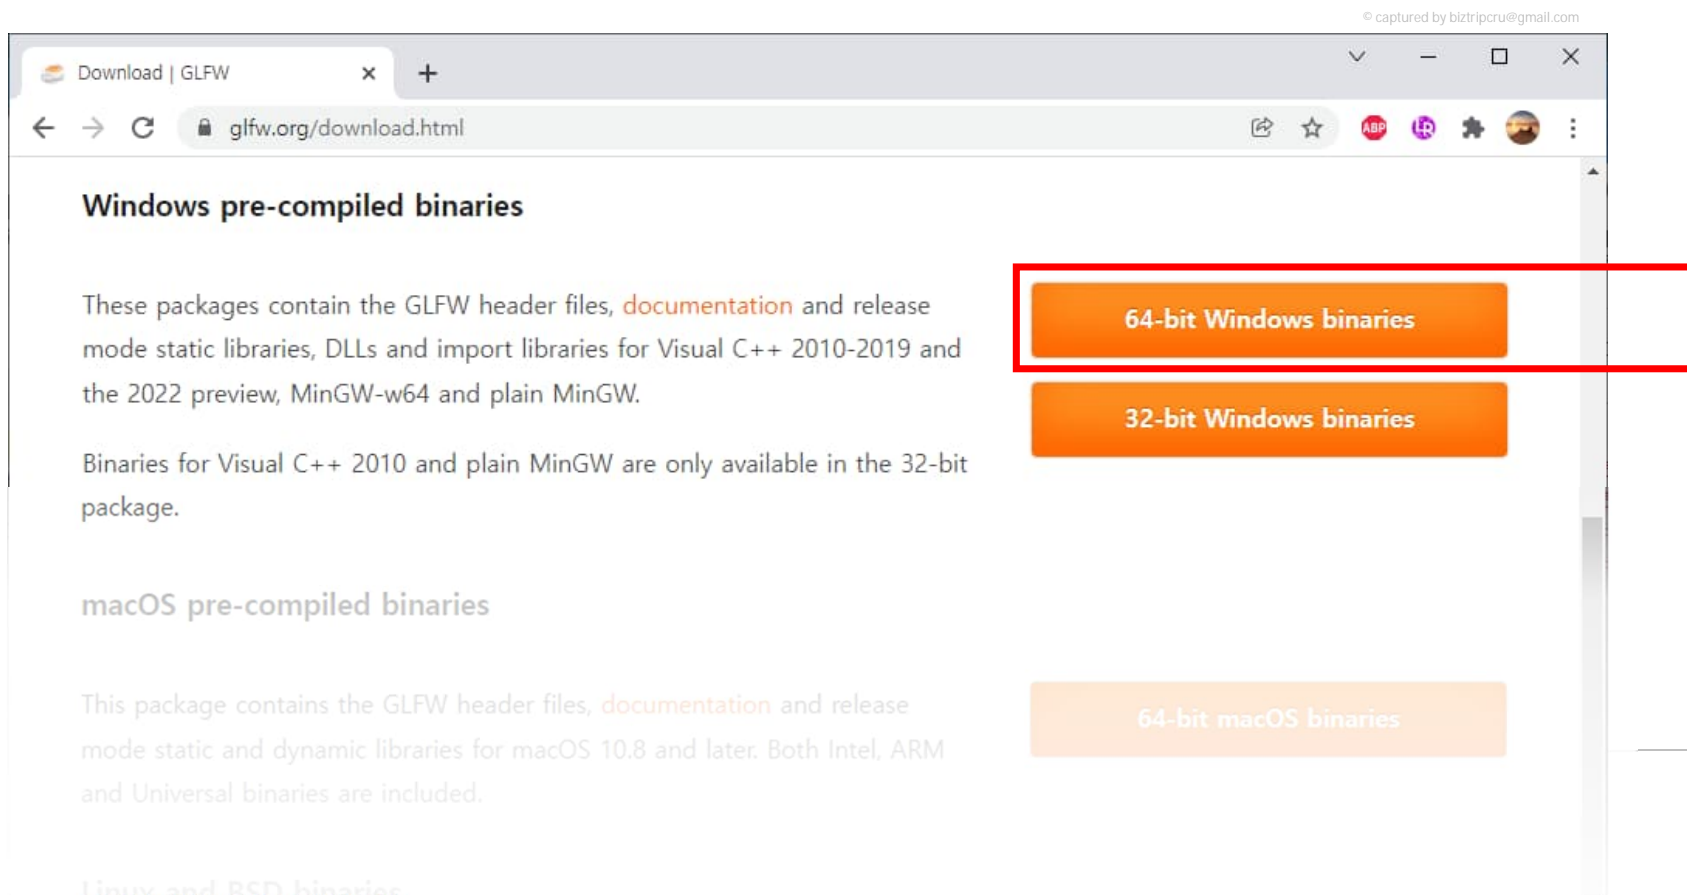 © captured by biztripcru@gmail.com
Download | GLFW
glfw.org/download.html
ABP
Windows pre-compiled binaries
These packages contain the GLFW header files, documentation and release
mode static libraries, DLLs and import libraries for Visual C++ 2010-2019 and
the 2022 preview, MinGW-w64 and plain MinGW.
64-bit Windows binaries
32-bit Windows binaries
Binaries for Visual C++ 2010 and plain MinGW are only available in the 32-bit
package.
macOS pre-compiled binaries
This package contains the GLFW header files, documentation and release
mode static and dynamic libraries for macOS 10.8 and later. Both Intel, ARM
and Universal binaries are included.
64-bit macOS binaries
Linux and BSD binaries